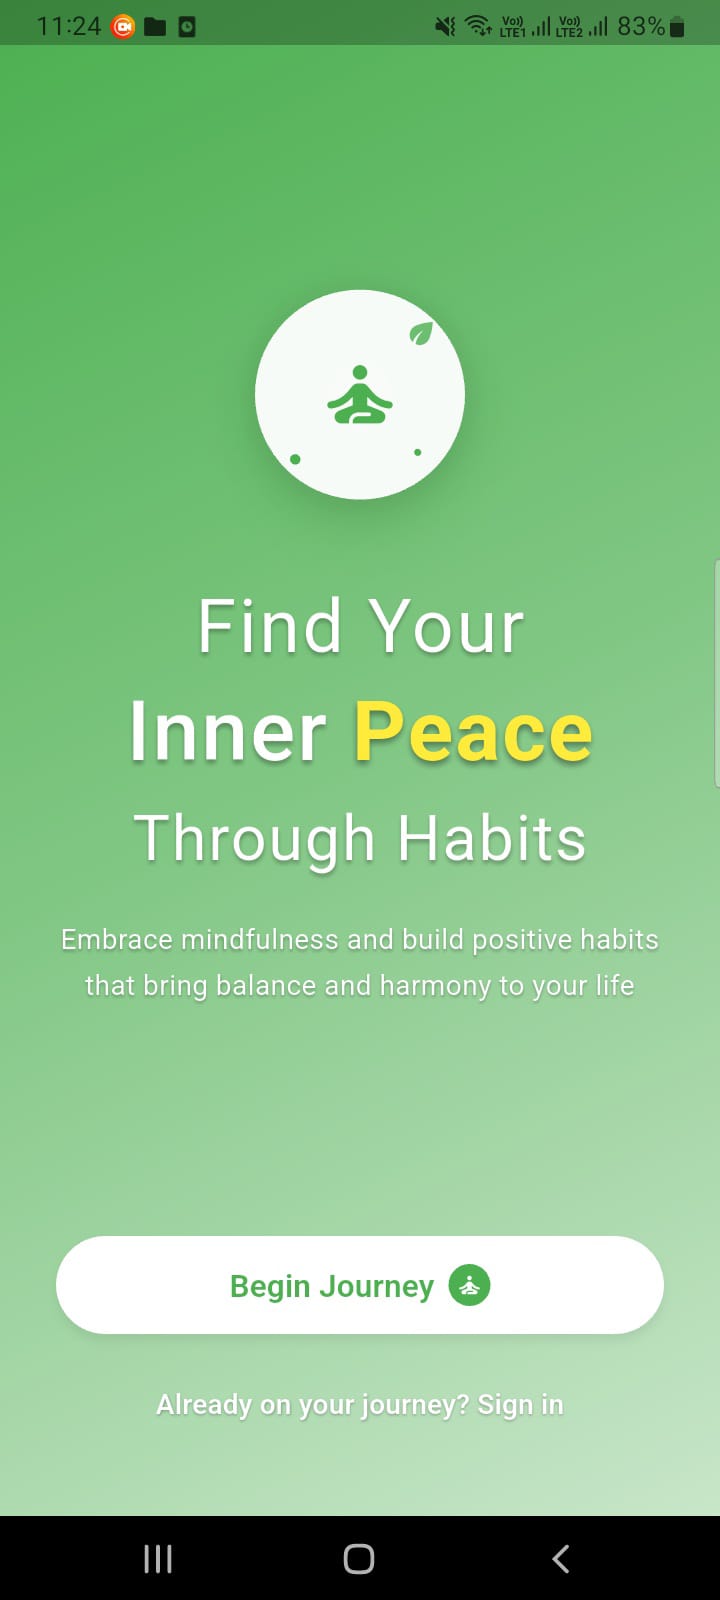 11:24
Vo)) LTE1 Vo)) LTE2 83%
Find Your
Inner Peace
Through Habits
Embrace mindfulness and build positive habits
that bring balance and harmony to your life
Begin Journey
Already on your journey? Sign in